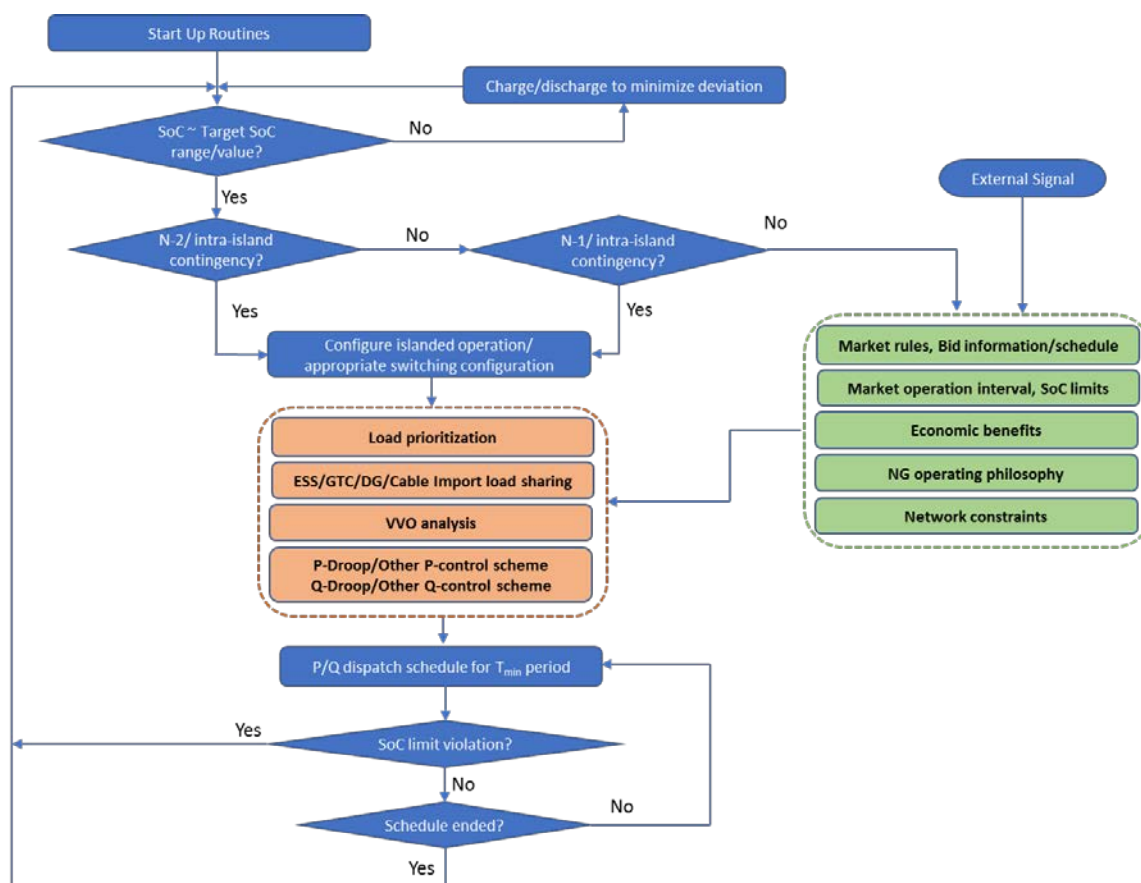 Start Up Routines
Charge/discharge to minimize deviation
SoC ~ Target SoC
range/value?
No
Yes
External Signal
N-2/ intra-island
contingency?
No
N-1/ intra-island
contingency?
No
Yes
Yes
Configure islanded operation/
appropriate switching configuration
Market rules, Bid information/schedule
Market operation interval, SoC limits
Economic benefits
NG operating philosophy
Network constraints
Load prioritization
ESS/GTC/DG/Cable Import load sharing
VVO analysis
P-Droop/Other P-control scheme
Q-Droop/Other Q-control scheme
P/Q dispatch schedule for Tmin period
Yes
SoC limit violation?
No
Schedule ended?
No
Yes